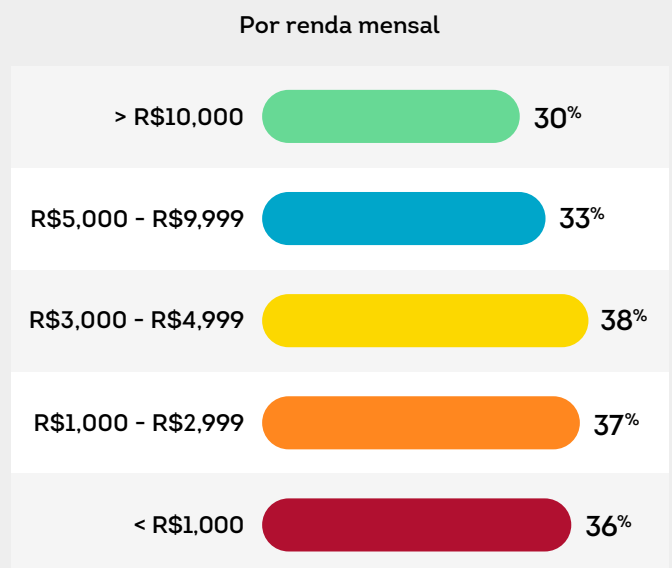 Por renda mensal
> R$10,000 30%
R$5,000 - R$9,999 33%
R$3,000 - R$4,999 38%
R$1,000 - R$2,999 37%
< R$1,000 36%